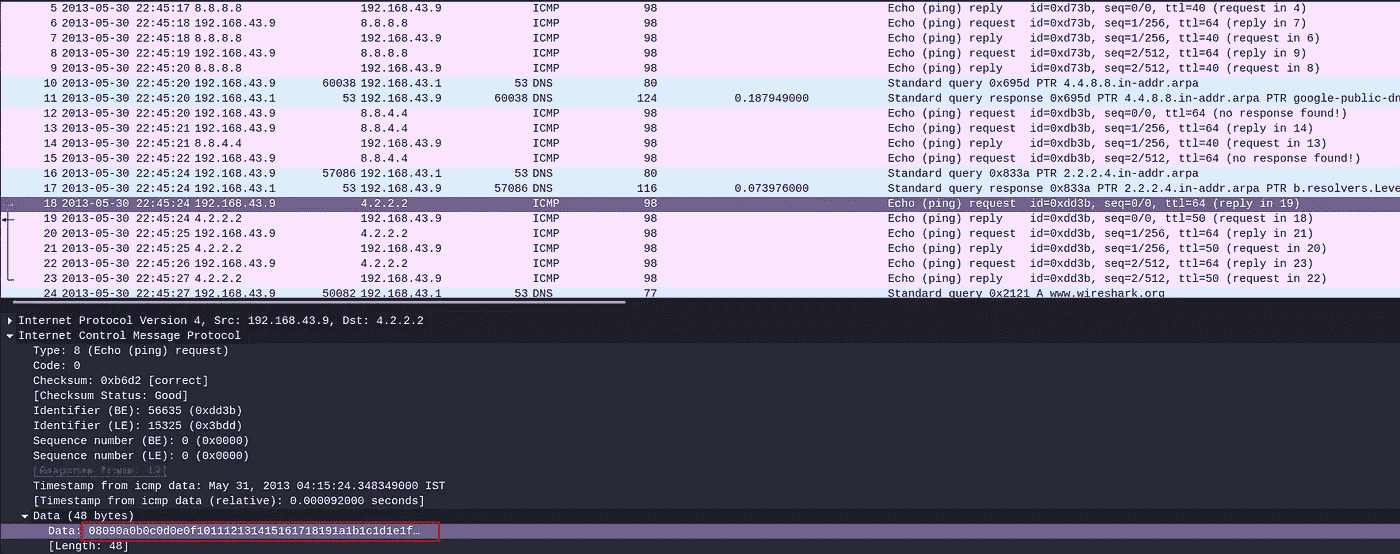 5 2013-05-30 22:45:17 8.8.8.8 192.168.43.9 ICMP 98 Echo (ping) reply id=0xd73b, seq=0/0, ttl=40 (request in 4)
6 2013-05-30 22:45:18 192.168.43.9 8.8.8.8 ICMP 98 Echo (ping) request id=0xd73b, seq=1/256, ttl=64 (reply in 7)
7 2013-05-30 22:45:18 8.8.8.8 192.168.43.9 ICMP 98 Echo (ping) reply id=0xd73b, seq=1/256, ttl=40 (request in 6)
8 2013-05-30 22:45:19 192.168.43.9 8.8.8.8 ICMP 98 Echo (ping) request id=0xd73b, seq=2/512, ttl=64 (reply in 9)
9 2013-05-30 22:45:20 8.8.8.8 192.168.43.9 ICMP 98 Echo (ping) reply id=0xd73b, seq=2/512, ttl=40 (request in 8)
10 2013-05-30 22:45:20 192.168.43.9 60038 192.168.43.1 53 DNS 80 Standard query 0x695d PTR 4.4.8.8.in-addr.arpa
11 2013-05-30 22:45:20 192.168.43.1 53 192.168.43.9 60038 DNS 124 0.187949000 Standard query response 0x695d PTR 4.4.8.8.in-addr.arpa PTR google-public-dn
12 2013-05-30 22:45:20 192.168.43.9 8.8.4.4 ICMP 98 Echo (ping) request id=0xdb3b, seq=0/0, ttl=64 (no response found!)
13 2013-05-30 22:45:21 192.168.43.9 8.8.4.4 ICMP 98 Echo (ping) request id=0xdb3b, seq=1/256, ttl=64 (reply in 14)
14 2013-05-30 22:45:21 8.8.4.4 192.168.43.9 ICMP 98 Echo (ping) reply id=0xdb3b, seq=1/256, ttl=40 (request in 13)
15 2013-05-30 22:45:22 192.168.43.9 8.8.4.4 ICMP 98 Echo (ping) request id=0xdb3b, seq=2/512, ttl=64 (no response found!)
16 2013-05-30 22:45:24 192.168.43.9 57086 192.168.43.1 53 DNS 80 Standard query 0x833a PTR 2.2.2.4.in-addr.arpa
17 2013-05-30 22:45:24 192.168.43.1 53 192.168.43.9 57086 DNS 116 0.073976000 Standard query response 0x833a PTR 2.2.2.4.in-addr.arpa PTR b.resolvers.Leve
18 2013-05-30 22:45:24 192.168.43.9 4.2.2.2 ICMP 98 Echo (ping) request id=0xdd3b, seq=0/0, ttl=64 (reply in 19)
19 2013-05-30 22:45:24 4.2.2.2 192.168.43.9 ICMP 98 Echo (ping) reply id=0xdd3b, seq=0/0, ttl=50 (request in 18)
20 2013-05-30 22:45:25 192.168.43.9 4.2.2.2 ICMP 98 Echo (ping) request id=0xdd3b, seq=1/256, ttl=64 (reply in 21)
21 2013-05-30 22:45:25 4.2.2.2 192.168.43.9 ICMP 98 Echo (ping) reply id=0xdd3b, seq=1/256, ttl=50 (request in 20)
22 2013-05-30 22:45:26 192.168.43.9 4.2.2.2 ICMP 98 Echo (ping) request id=0xdd3b, seq=2/512, ttl=64 (reply in 23)
23 2013-05-30 22:45:27 4.2.2.2 192.168.43.9 ICMP 98 Echo (ping) reply id=0xdd3b, seq=2/512, ttl=50 (request in 22)
24 2013-05-30 22:45:27 192.168.43.9 50082 192.168.43.1 53 DNS 77 Standard query 0x2121 A www.wireshark.org
Internet Protocol Version 4, Src: 192.168.43.9, Dst: 4.2.2.2
Internet Control Message Protocol
Type: 8 (Echo (ping) request)
Code: 0
Checksum: 0xb6d2 [correct]
[Checksum Status: Good]
Identifier (BE): 56635 (0xdd3b)
Identifier (LE): 15325 (0x3bdd)
Sequence number (BE): 0 (0x0000)
Sequence number (LE): 0 (0x0000)
[Response frame: 19]
Timestamp from icmp data: May 31, 2013 04:15:24.348349000 IST
[Timestamp from icmp data (relative): 0.000092000 seconds]
Data (48 bytes)
Data: 08090a0b0c0d0e0f101112131415161718191a1b1c1d1e1f…
[Length: 48]